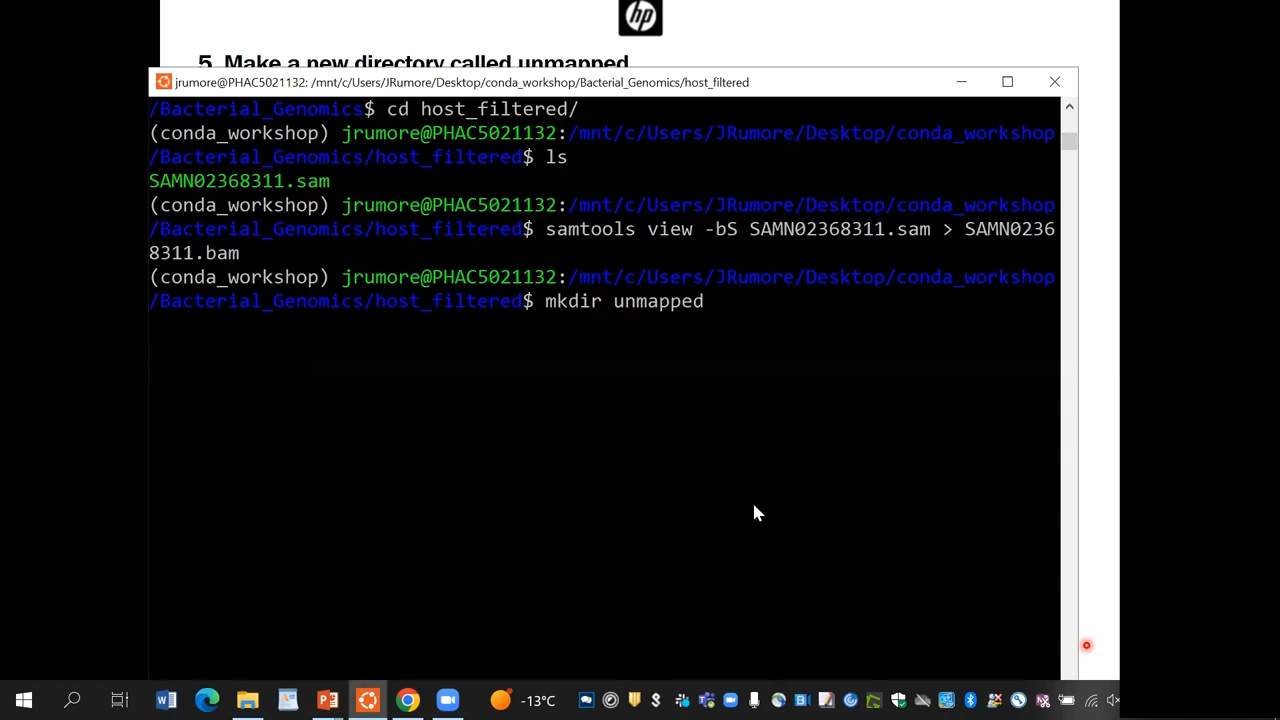 hp
5. Make a new directory called unmapped
jrumore@PHAC5021132: /mnt/c/Users/JRumore/Desktop/conda_workshop/Bacterial_Genomics/host_filtered
/Bacterial_Genomics$ cd host_filtered/
(conda_workshop) jrumore@PHAC5021132:/mnt/c/Users/JRumore/Desktop/conda_workshop
/Bacterial_Genomics/host_filtered$ ls
SAMN02368311.sam
(conda_workshop) jrumore@PHAC5021132:/mnt/c/Users/JRumore/Desktop/conda_workshop
/Bacterial_Genomics/host_filtered$ samtools view -bS SAMN02368311.sam > SAMN0236
8311.bam
(conda_workshop) jrumore@PHAC5021132:/mnt/c/Users/JRumore/Desktop/conda_workshop
/Bacterial_Genomics/host_filtered$ mkdir unmapped
-13°C